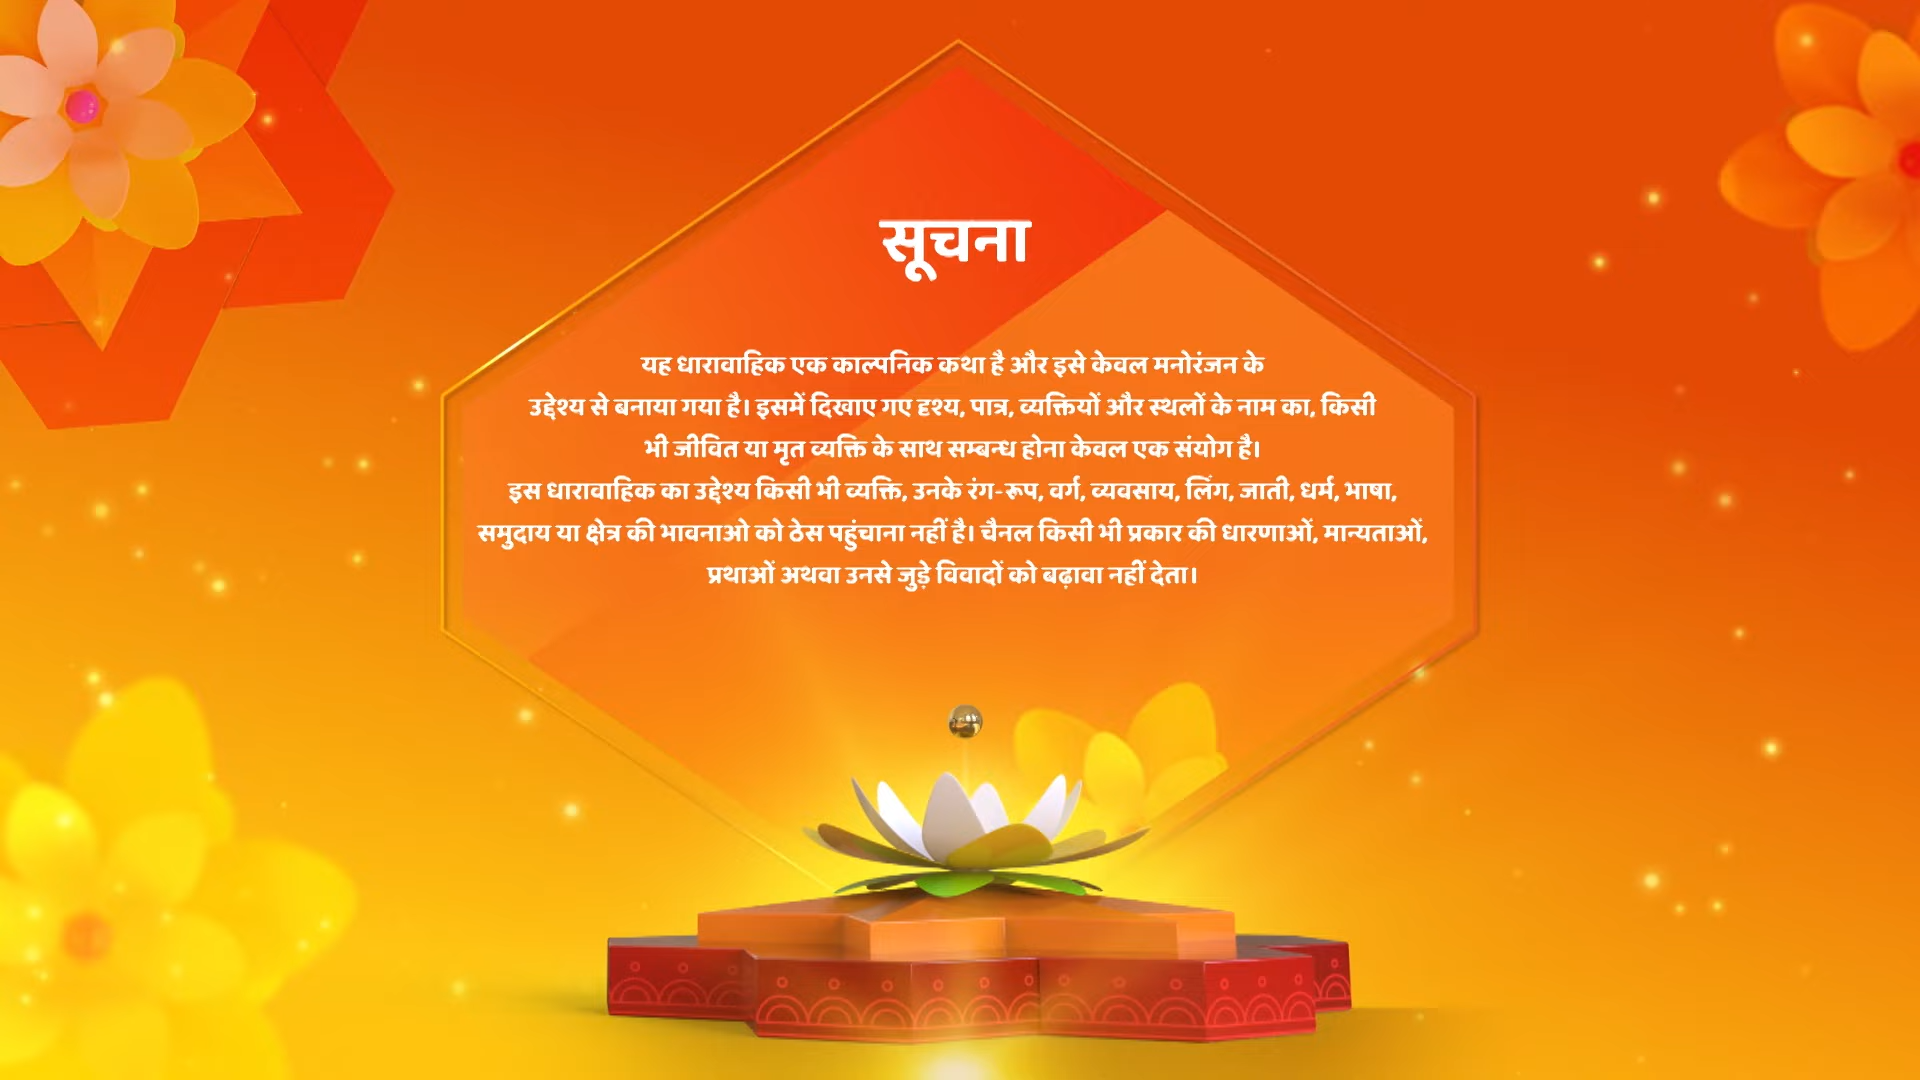 सूचना
यह धारावाहिक एक काल्पनिक कथा है और इसे केवल मनोरंजन के
उद्देश्य से बनाया गया है। इसमें दिखाए गए दृश्य, पात्र, व्यक्तियों और स्थलों के नाम का, किसी
भी जीवित या मृत व्यक्ति के साथ सम्बन्ध होना केवल एक संयोग है।
इस धारावाहिक का उद्देश्य किसी भी व्यक्ति, उनके रंग-रूप, वर्ग, व्यवसाय, लिंग, जाती, धर्म, भाषा,
समुदाय या क्षेत्र की भावनाओ को ठेस पहुंचाना नहीं है। चैनल किसी भी प्रकार की धारणाओं, मान्यताओं,
प्रथाओं अथवा उनसे जुड़े विवादों को बढ़ावा नहीं देता।